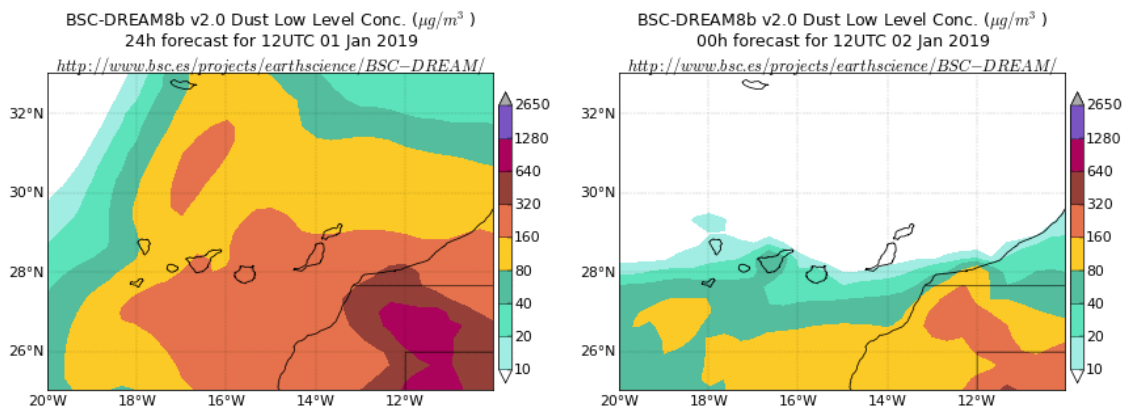 BSC-DREAM8b v2.0 Dust Low Level Conc. (μg/m³ )
24h forecast for 12UTC 01 Jan 2019
http://www.bsc.es/projects/earthscience/BSC-DREAM/
32°N
30°N
28°N
26°N
20°W 18°W 16°W 14°W 12°W
2650
1280
640
320
160
80
40
20
10
BSC-DREAM8b v2.0 Dust Low Level Conc. (μg/m³ )
00h forecast for 12UTC 02 Jan 2019
http://www.bsc.es/projects/earthscience/BSC-DREAM/
32°N
30°N
28°N
26°N
20°W 18°W 16°W 14°W 12°W
2650
1280
640
320
160
80
40
20
10